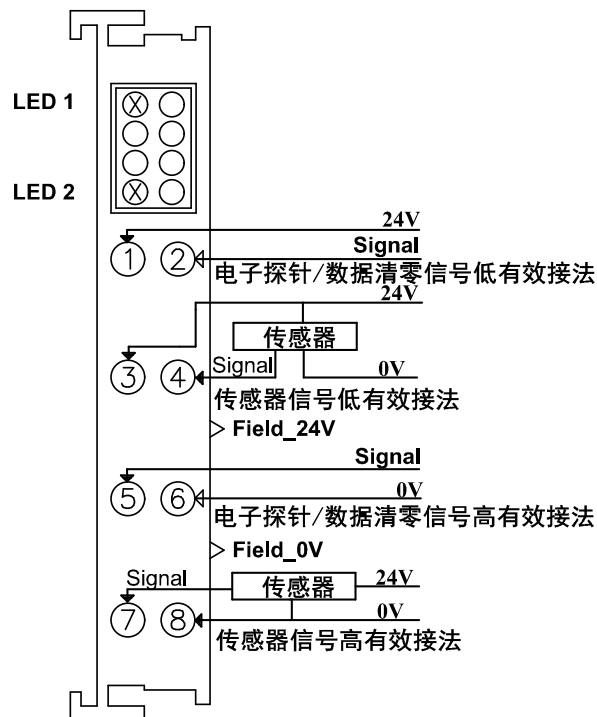 LED 1
LED 2
24V
Signal
① ②
电子探针/数据清零信号低有效接法
24V
传感器
Signal
③ ④
0V
传感器信号低有效接法
Field_24V
Signal
⑤ ⑥
0V
电子探针/数据清零信号高有效接法
Field_0V
Signal
传感器
24V
⑦ ⑧
0V
传感器信号高有效接法